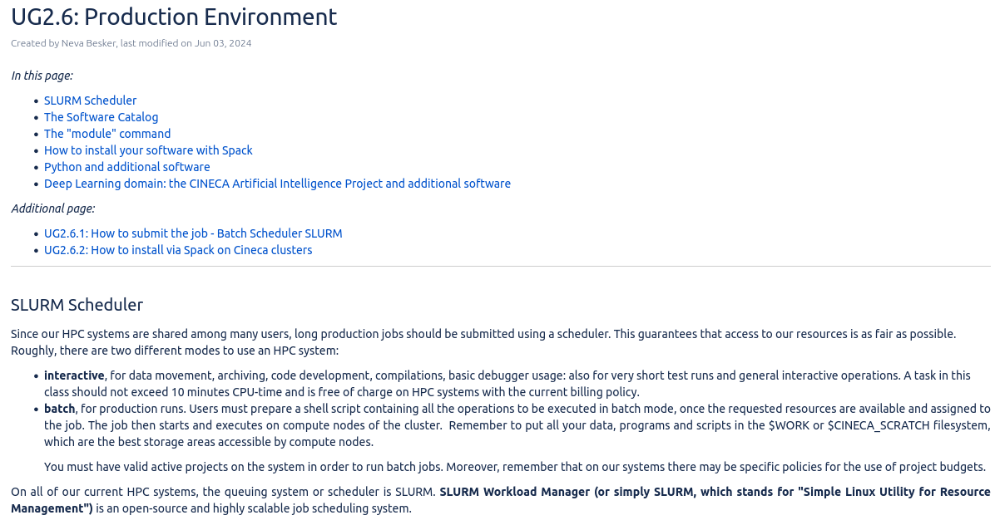 UG2.6: Production Environment
Created by Neva Besker, last modified on Jun 03, 2024
In this page:
• SLURM Scheduler
• The Software Catalog
• The "module" command
• How to install your software with Spack
• Python and additional software
• Deep Learning domain: the CINECA Artificial Intelligence Project and additional software
Additional page:
• UG2.6.1: How to submit the job - Batch Scheduler SLURM
• UG2.6.2: How to install via Spack on Cineca clusters
SLURM Scheduler
Since our HPC systems are shared among many users, long production jobs should be submitted using a scheduler. This guarantees that access to our resources is as fair as possible.
Roughly, there are two different modes to use an HPC system:
• interactive, for data movement, archiving, code development, compilations, basic debugger usage: also for very short test runs and general interactive operations. A task in this
class should not exceed 10 minutes CPU-time and is free of charge on HPC systems with the current billing policy.
• batch, for production runs. Users must prepare a shell script containing all the operations to be executed in batch mode, once the requested resources are available and assigned to
the job. The job then starts and executes on compute nodes of the cluster. Remember to put all your data, programs and scripts in the $WORK or $CINECA_SCRATCH filesystem,
which are the best storage areas accessible by compute nodes.
You must have valid active projects on the system in order to run batch jobs. Moreover, remember that on our systems there may be specific policies for the use of project budgets.
On all of our current HPC systems, the queuing system or scheduler is SLURM. SLURM Workload Manager (or simply SLURM, which stands for "Simple Linux Utility for Resource
Management") is an open-source and highly scalable job scheduling system.